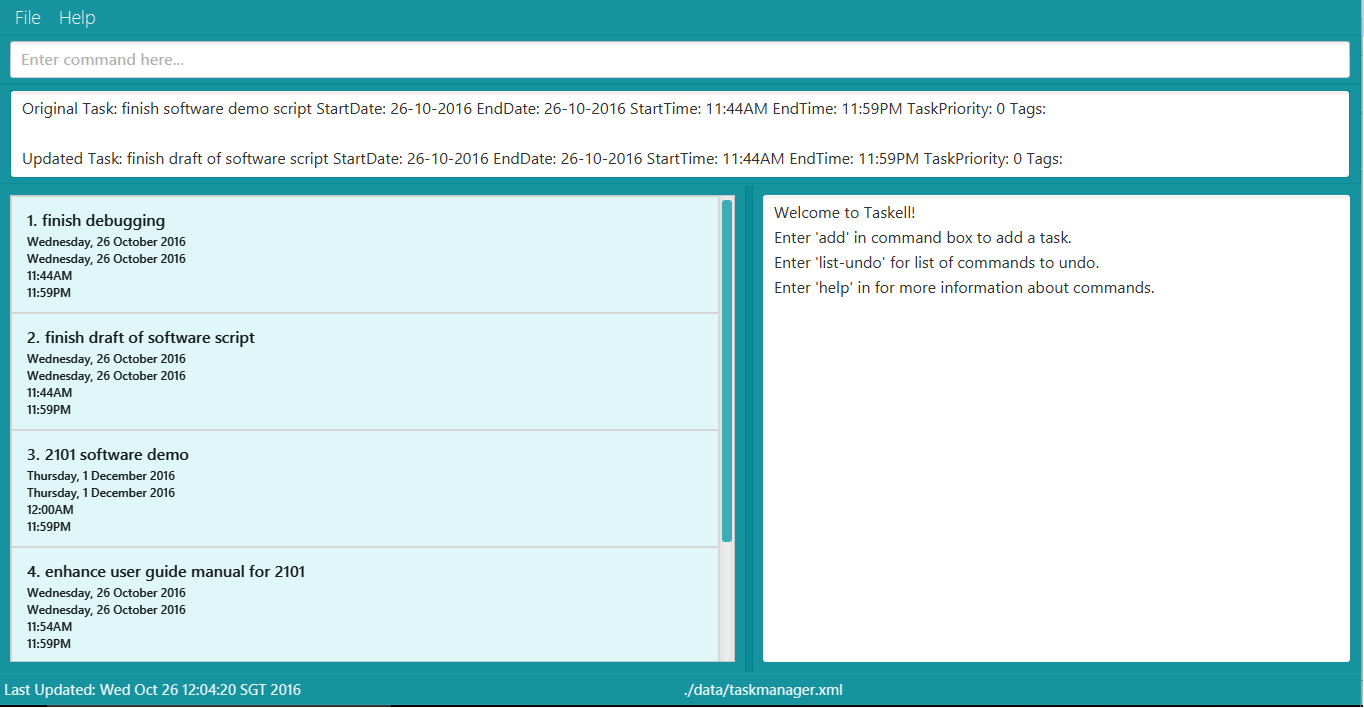 File Help
Enter command here...
Original Task: finish software demo script StartDate: 26-10-2016 EndDate: 26-10-2016 StartTime: 11:44AM EndTime: 11:59PM TaskPriority: 0 Tags:
Updated Task: finish draft of software script StartDate: 26-10-2016 EndDate: 26-10-2016 StartTime: 11:44AM EndTime: 11:59PM TaskPriority: 0 Tags:
1. finish debugging
Wednesday, 26 October 2016
Wednesday, 26 October 2016
11:44AM
11:59PM
2. finish draft of software script
Wednesday, 26 October 2016
Wednesday, 26 October 2016
11:44AM
11:59PM
3. 2101 software demo
Thursday, 1 December 2016
Thursday, 1 December 2016
12:00AM
11:59PM
4. enhance user guide manual for 2101
Wednesday, 26 October 2016
Wednesday, 26 October 2016
11:54AM
11:59PM
Welcome to Taskell!
Enter 'add' in command box to add a task.
Enter 'list-undo' for list of commands to undo.
Enter 'help' in for more information about commands.
Last Updated: Wed Oct 26 12:04:20 SGT 2016
./data/taskmanager.xml